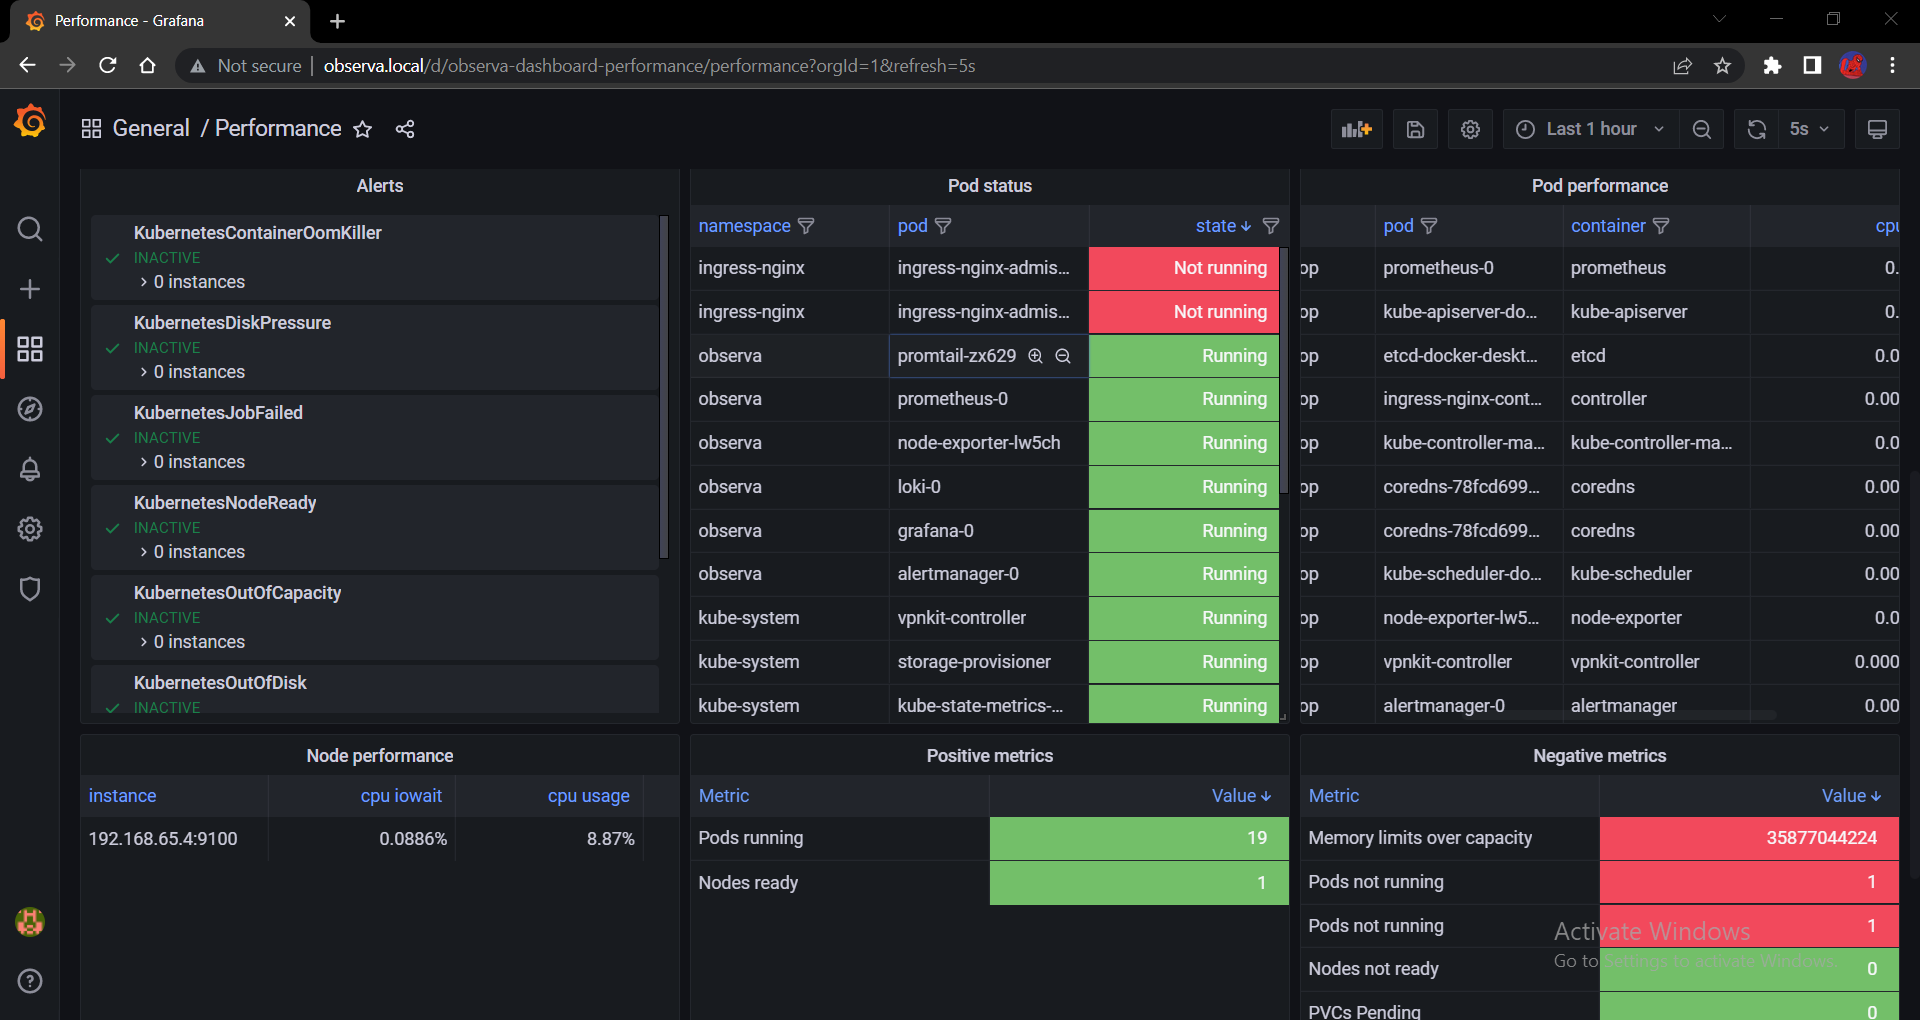 Performance - Grafana
Not secure observa.local/d/observa-dashboard-performance/performance?orgId=1&refresh=5s
General / Performance
Last 1 hour
5s
Alerts
KubernetesContainerOomKiller
INACTIVE
> 0 instances
KubernetesDiskPressure
INACTIVE
> 0 instances
KubernetesJobFailed
INACTIVE
> 0 instances
KubernetesNodeReady
INACTIVE
> 0 instances
KubernetesOutOfCapacity
INACTIVE
> 0 instances
KubernetesOutOfDisk
INACTIVE
Pod status
namespace pod state
ingress-nginx ingress-nginx-admis... Not running
ingress-nginx ingress-nginx-admis... Not running
observa promtail-zx629 Running
observa prometheus-0 Running
observa node-exporter-lw5ch Running
observa loki-0 Running
observa grafana-0 Running
observa alertmanager-0 Running
kube-system vpnkit-controller Running
kube-system storage-provisioner Running
kube-system kube-state-metrics-... Running
Pod performance
pod container cpu
op prometheus-0 prometheus 0.
op kube-apiserver-do... kube-apiserver 0.
op etcd-docker-deskt... etcd 0.0
op ingress-nginx-cont... controller 0.00
op kube-controller-ma... kube-controller-ma... 0.0
op coredns-78fcd699... coredns 0.00
op coredns-78fcd699... coredns 0.00
op kube-scheduler-do... kube-scheduler 0.00
op node-exporter-lw5... node-exporter 0.0
op vpnkit-controller vpnkit-controller 0.000
op alertmanager-0 alertmanager 0.00
Node performance
instance cpu iowait cpu usage
192.168.65.4:9100 0.0886% 8.87%
Positive metrics
Metric Value
Pods running 19
Nodes ready 1
Negative metrics
Metric Value
Memory limits over capacity 35877044224
Pods not running 1
Pods not running 1
Nodes not ready 0
PVCs Pending 0
Activate Windows
Go to Settings to activate Windows.